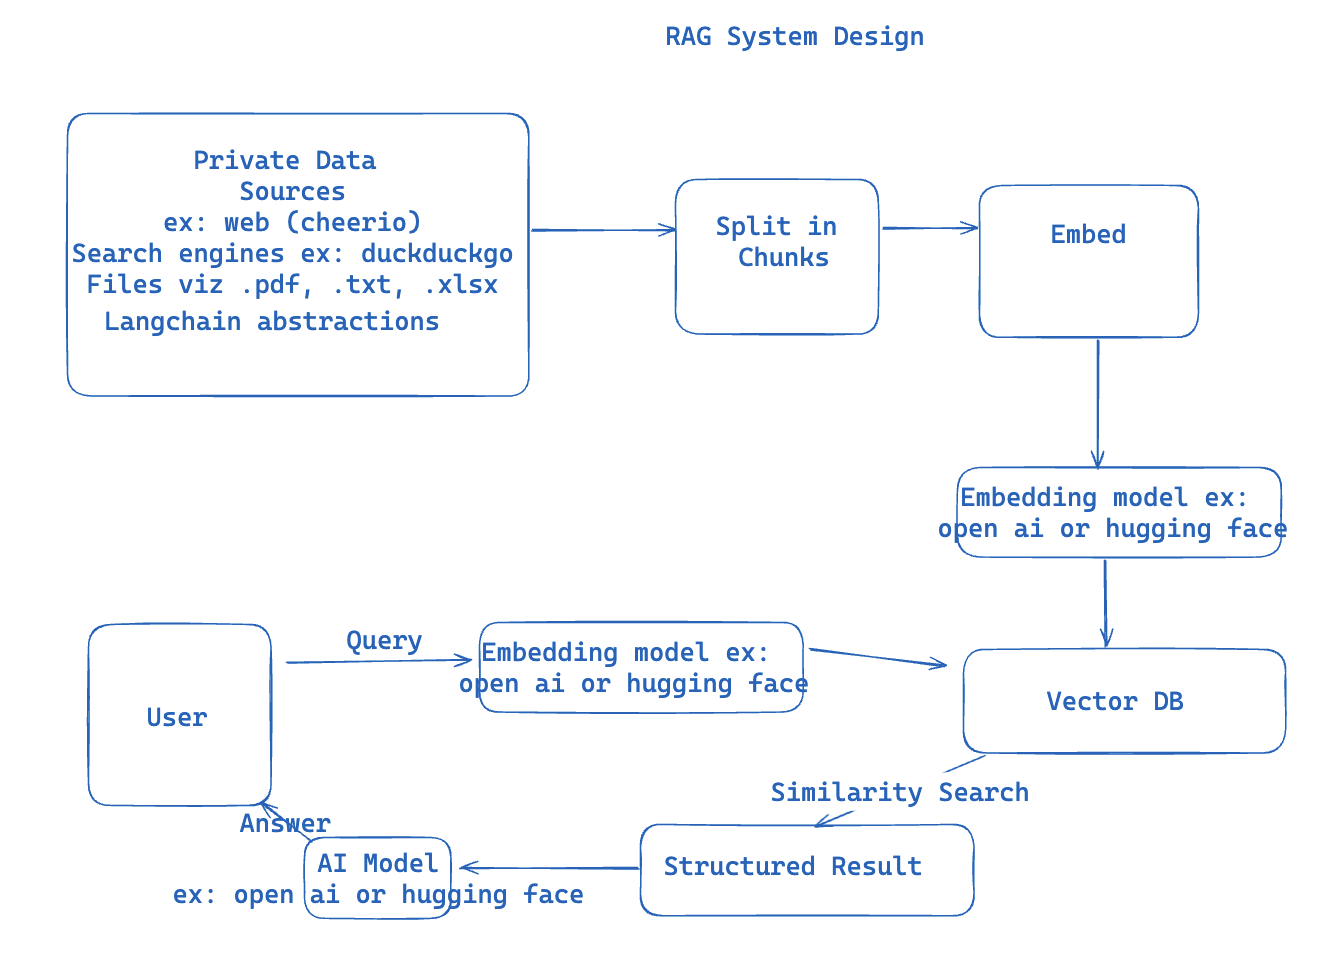 RAG System Design
Private Data
Sources
ex: web (cheerio)
Search engines ex: duckduckgo
Files viz .pdf, .txt, .xlsx
Langchain abstractions
Split in
Chunks
Embed
Embedding model ex:
open ai or hugging face
User
Query
Embedding model ex:
open ai or hugging face
Vector DB
Similarity Search
Structured Result
Answer
AI Model
ex: open ai or hugging face